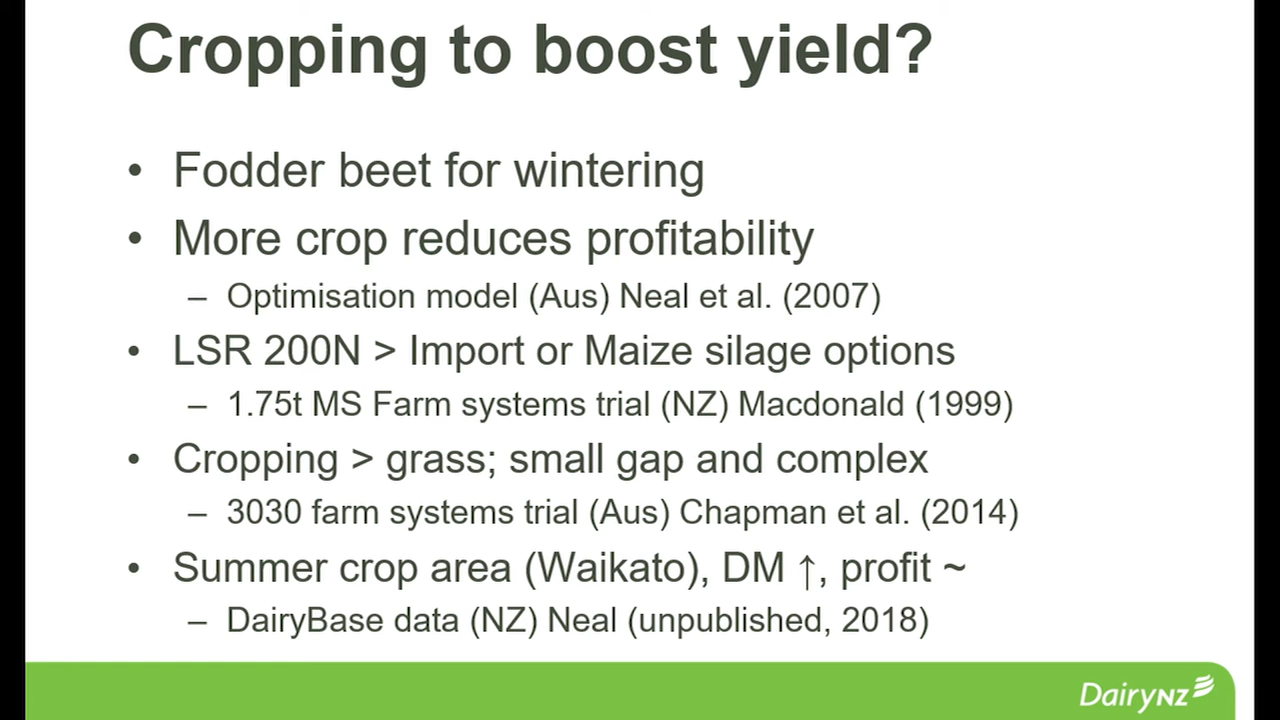 Cropping to boost yield?
• Fodder beet for wintering
• More crop reduces profitability
– Optimisation model (Aus) Neal et al. (2007)
• LSR 200N > Import or Maize silage options
– 1.75t MS Farm systems trial (NZ) Macdonald (1999)
• Cropping > grass; small gap and complex
– 3030 farm systems trial (Aus) Chapman et al. (2014)
• Summer crop area (Waikato), DM ↑, profit ~
– DairyBase data (NZ) Neal (unpublished, 2018)
DairyNZ